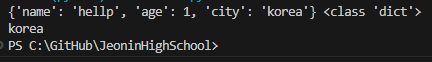 {'name': 'hellp', 'age': 1, 'city': 'korea'} <class 'dict'>
korea
PS C:\GitHub\JeoninHighSchool>